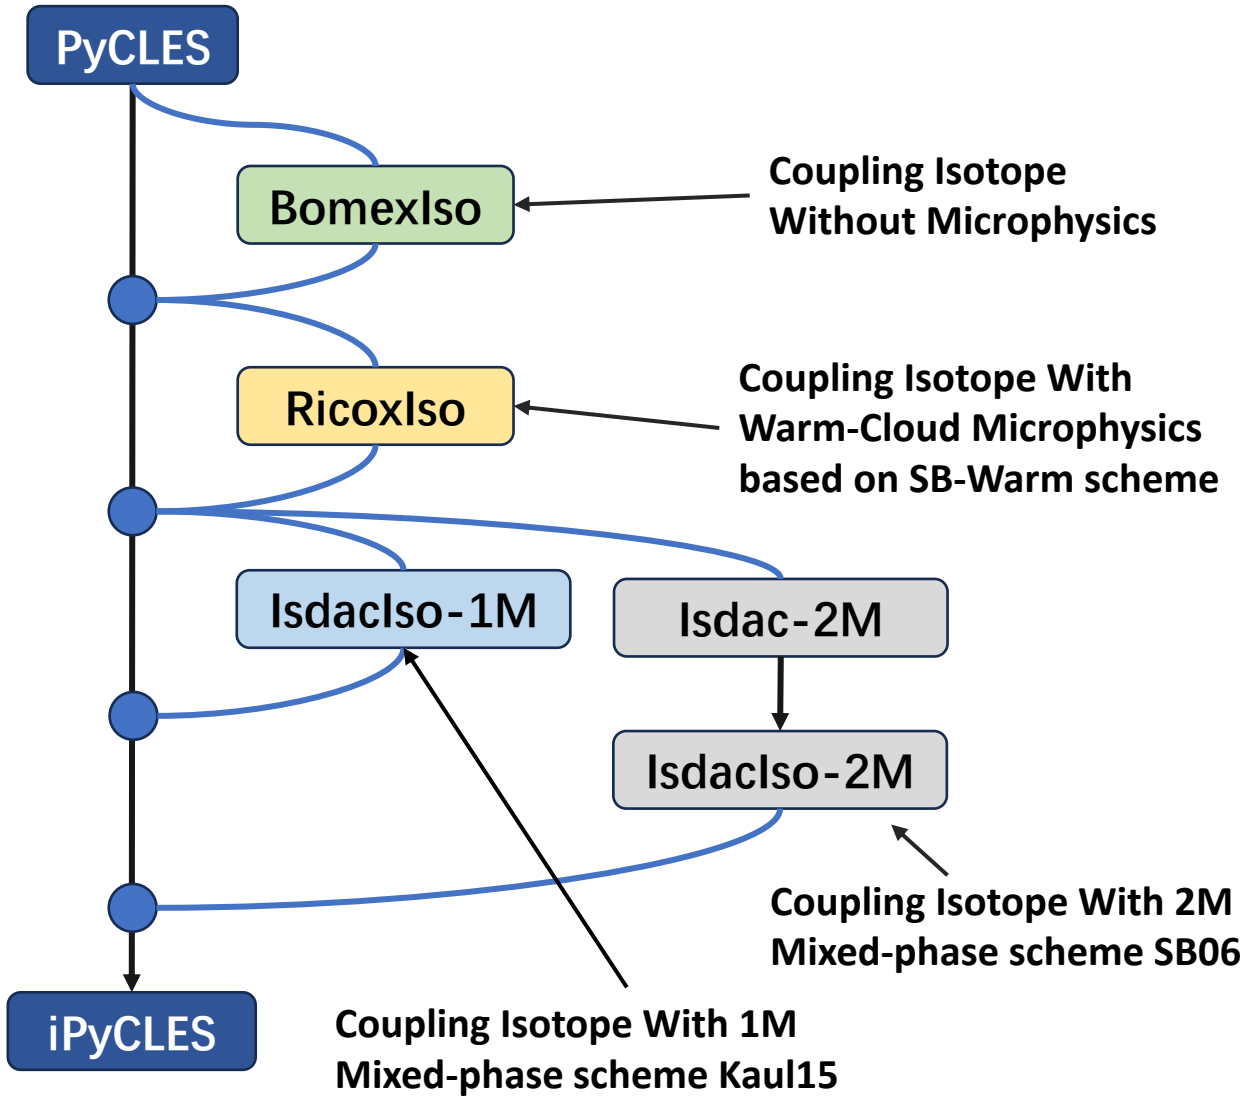 PyCLES
BomexIso
Coupling Isotope
Without Microphysics
RicoxIso
Coupling Isotope With
Warm-Cloud Microphysics
based on SB-Warm scheme
IsdacIso-1M
Isdac-2M
IsdacIso-2M
Coupling Isotope With 2M
Mixed-phase scheme SB06
iPyCLES
Coupling Isotope With 1M
Mixed-phase scheme Kaul15